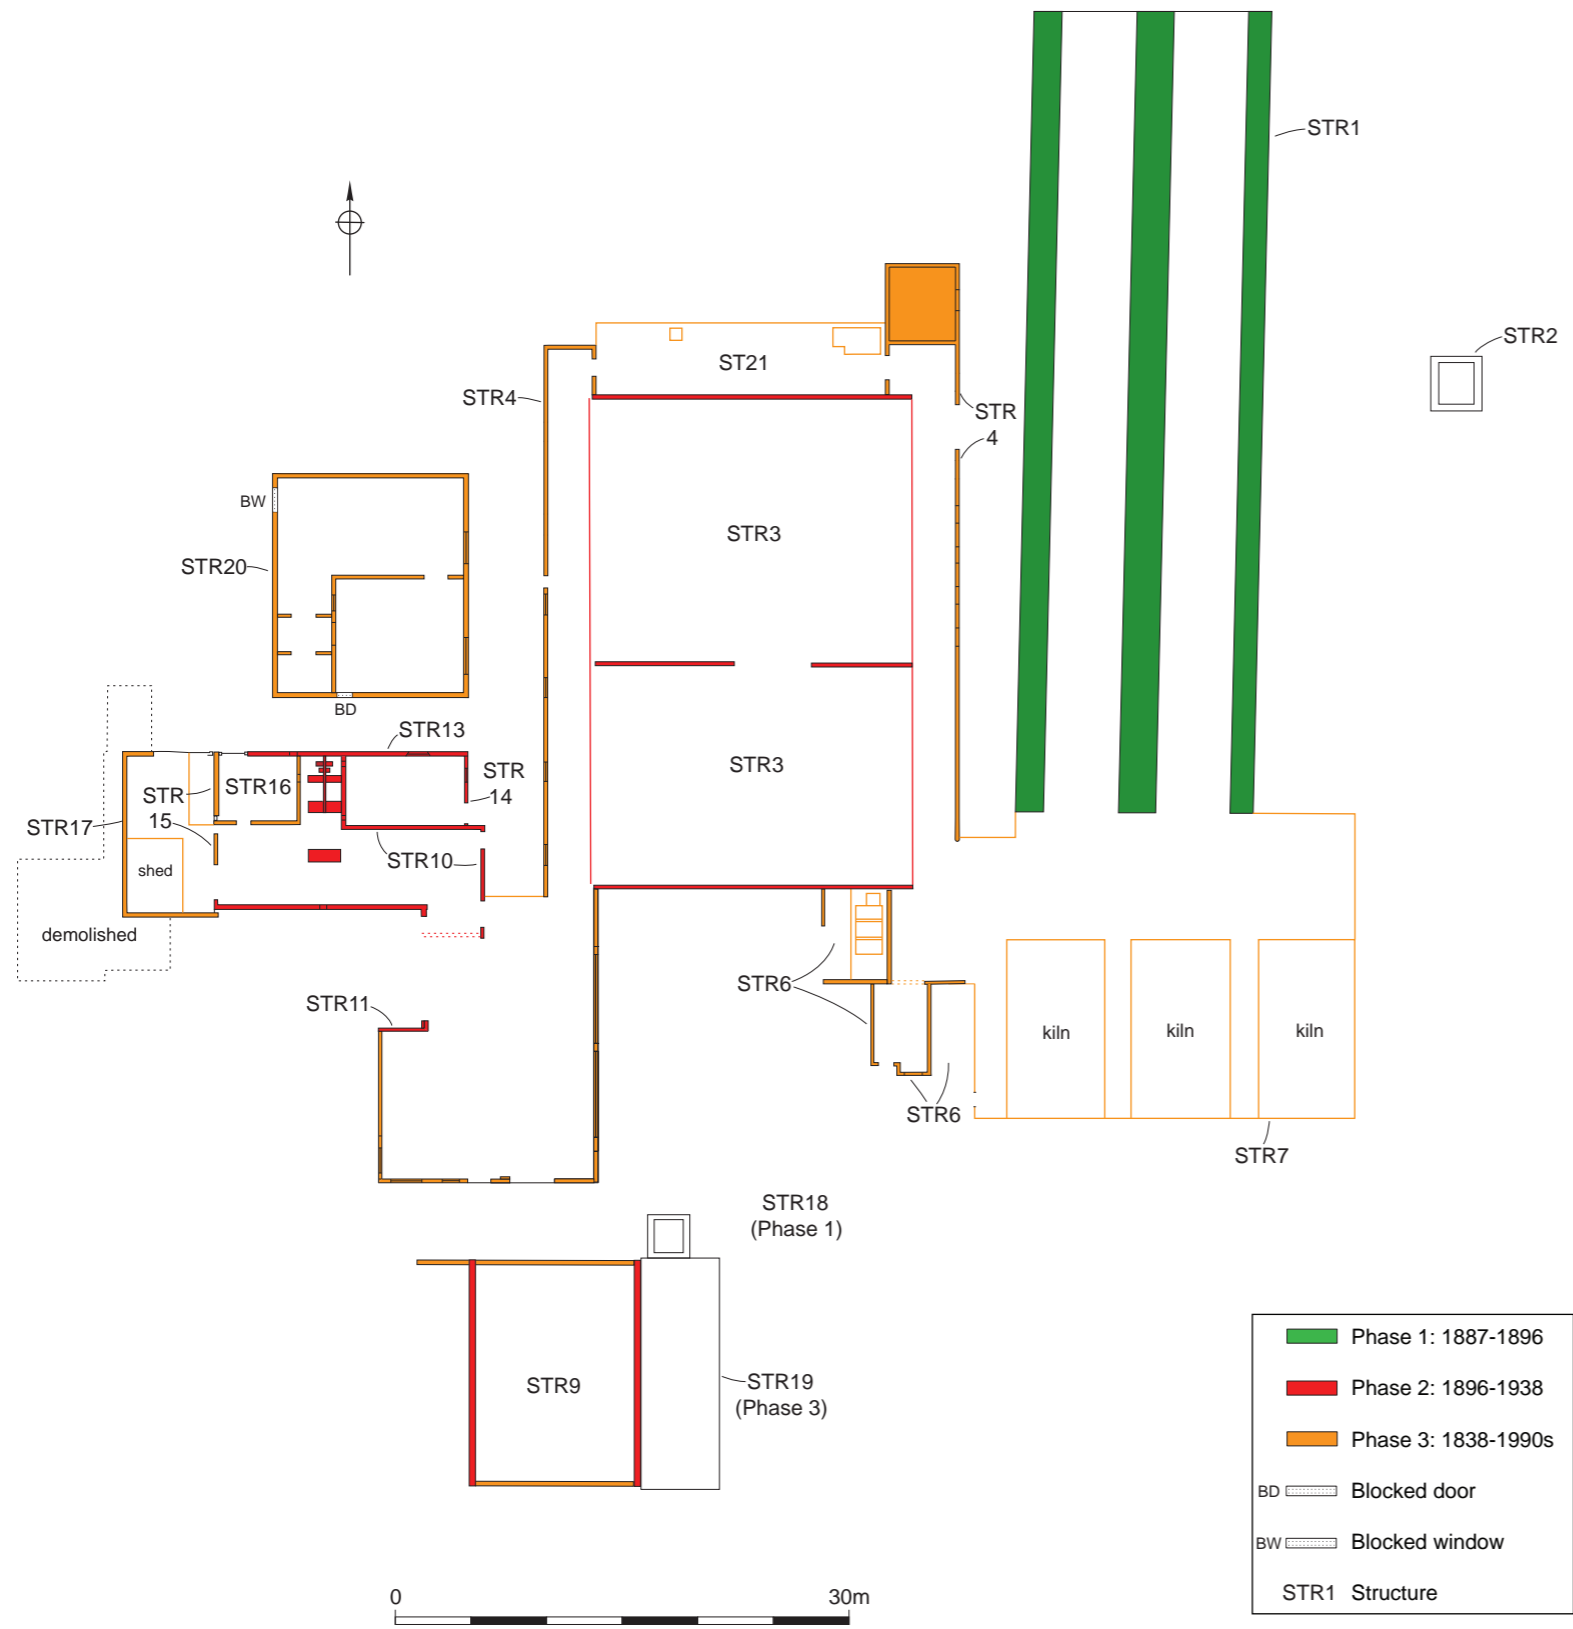 STR1
STR2
ST21
STR4
STR
4
BW
STR3
STR20
BD
STR13
STR3
STR
14
STR16
STR
15
STR17
STR10
shed
demolished
STR6
STR11
kiln
kiln
kiln
STR6
STR7
STR18
(Phase 1)
STR9
STR19
(Phase 3)
Phase 1: 1887-1896
Phase 2: 1896-1938
Phase 3: 1838-1990s
BD Blocked door
BW Blocked window
STR1 Structure
0 30m